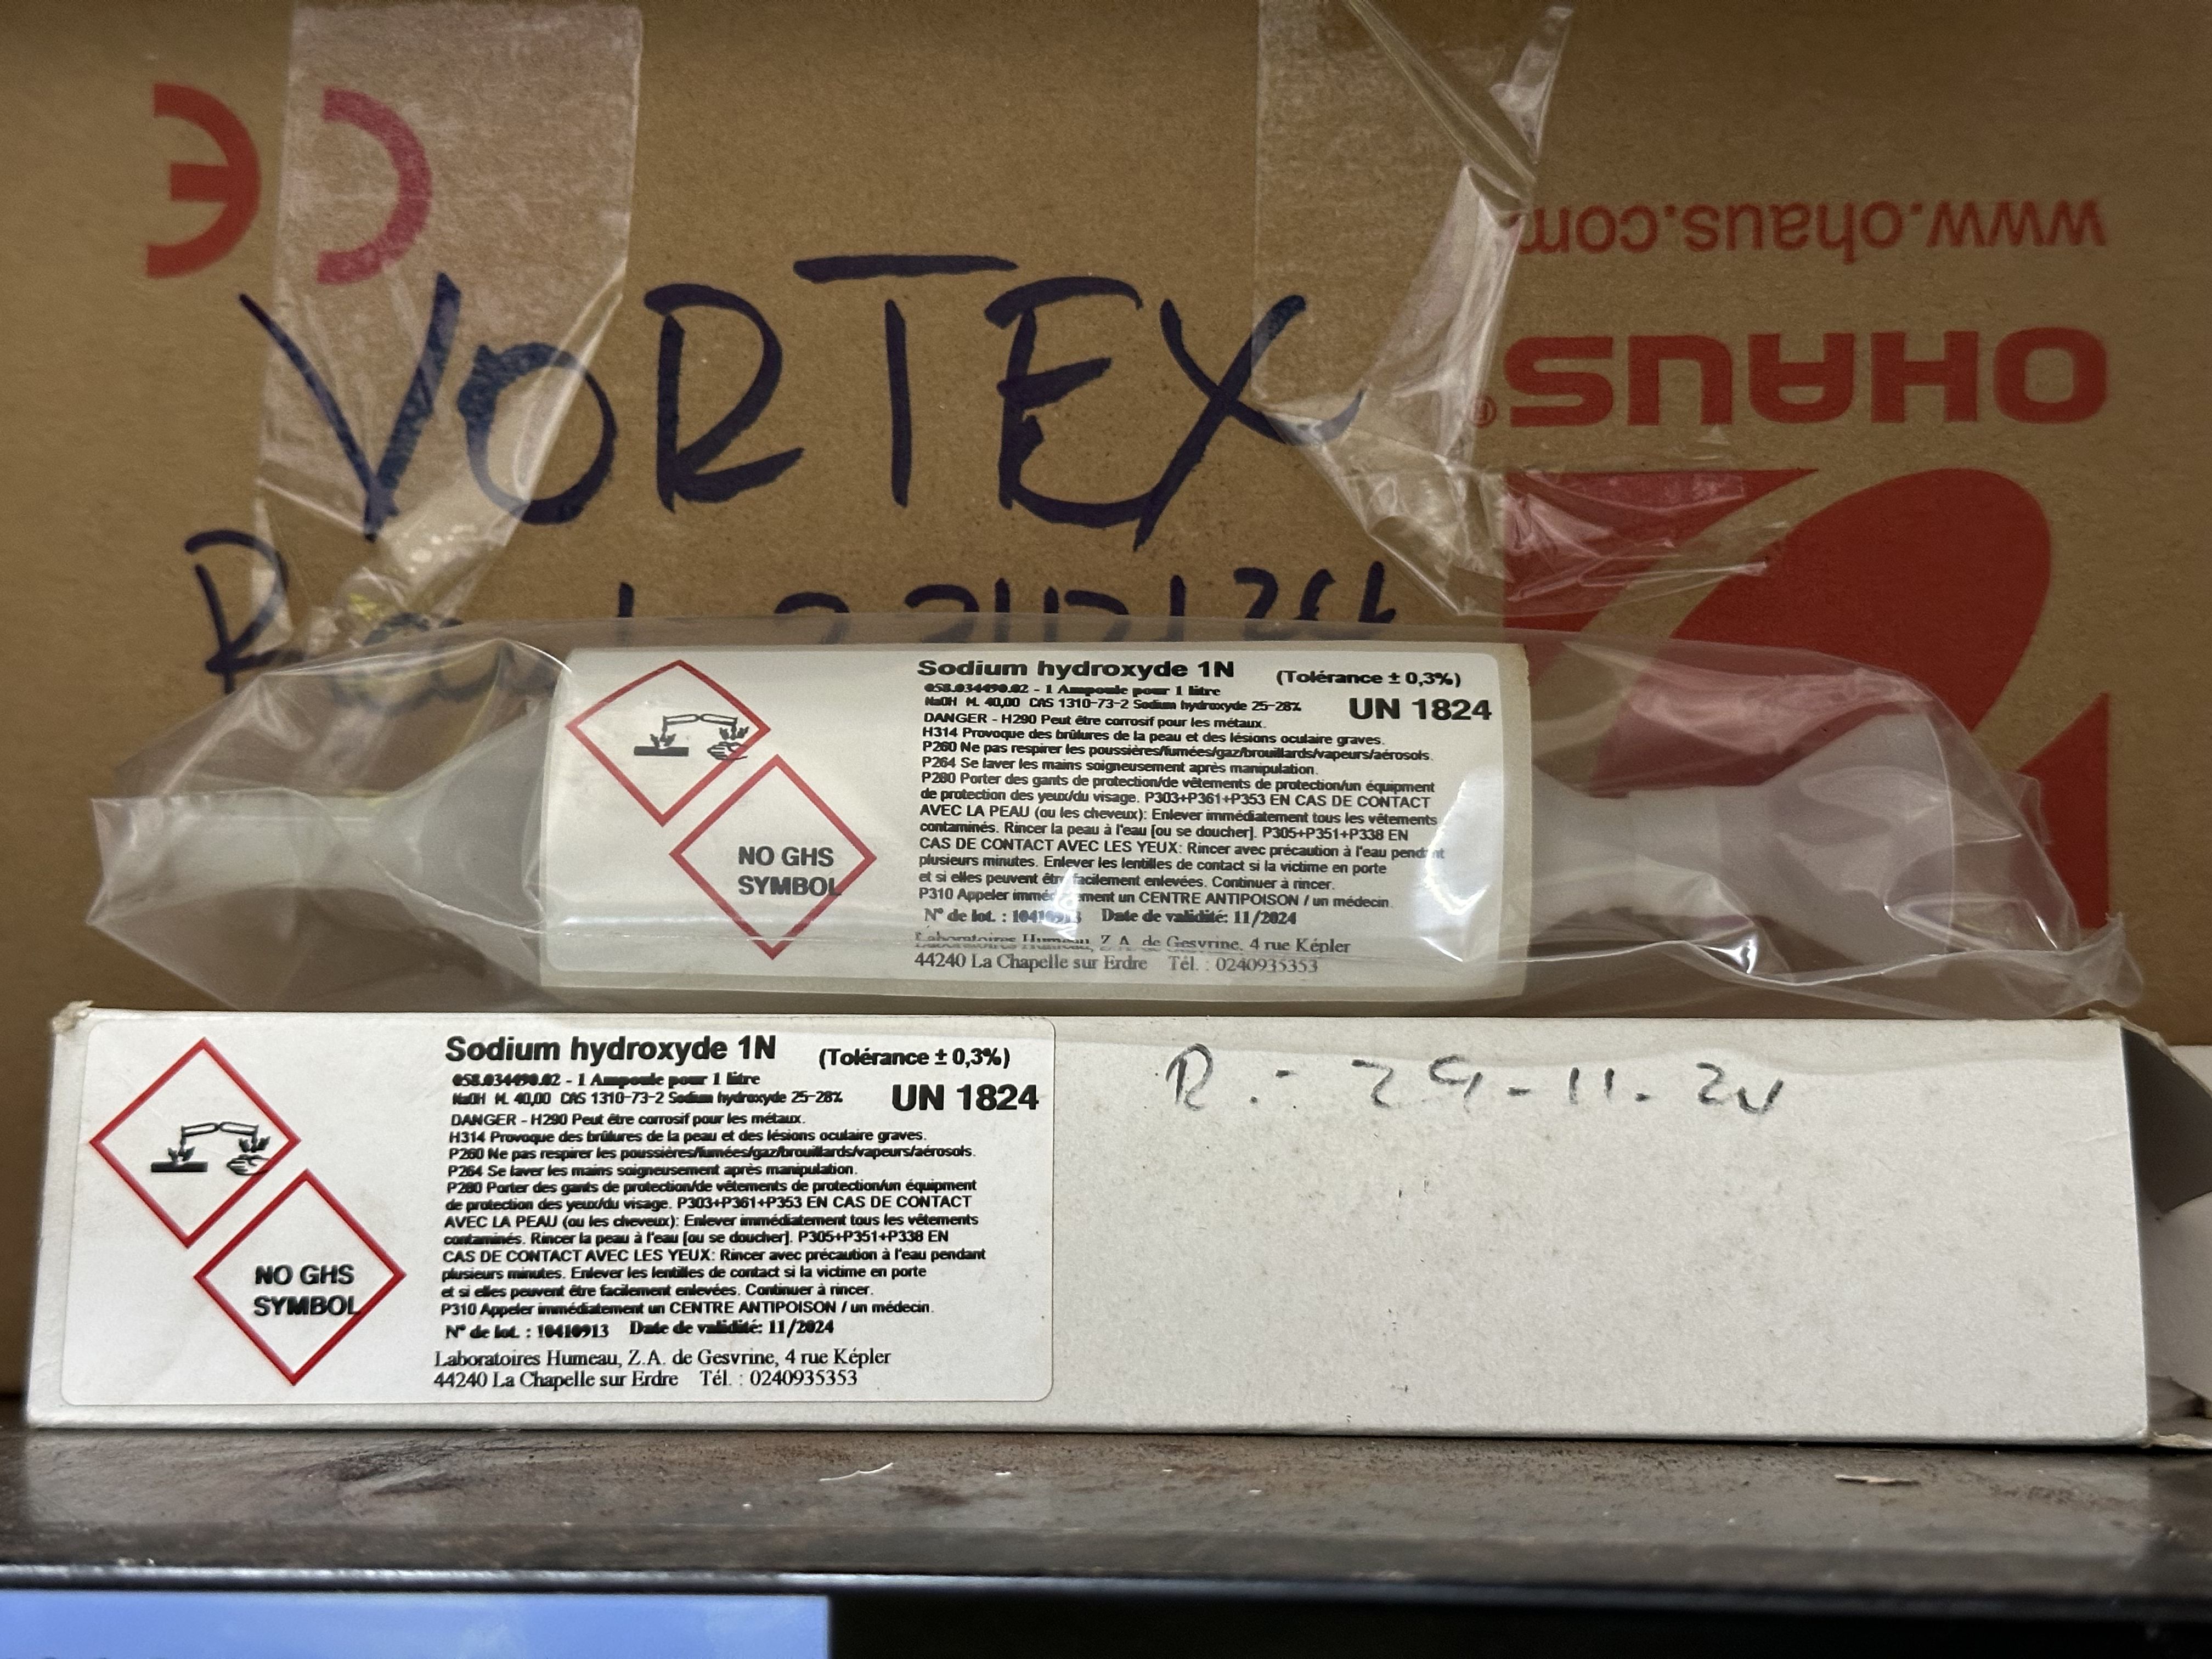 CE
www.ohaus.com
OHAUS®
VORTEX
Sodium hydroxyde 1N (Tolérance ± 0,3%)
058.034490.02 - 1 Ampoule pour 1 litre
NaOH M. 40,00 CAS 1310-73-2 Sodium hydroxyde 25-28% UN 1824
DANGER - H290 Peut être corrosif pour les métaux.
H314 Provoque des brûlures de la peau et des lésions oculaire graves.
P260 Ne pas respirer les poussières/fumées/gaz/brouillards/vapeurs/aérosols.
P264 Se laver les mains soigneusement après manipulation.
P280 Porter des gants de protection/de vêtements de protection/un équipment
de protection des yeux/du visage. P303+P361+P353 EN CAS DE CONTACT
AVEC LA PEAU (ou les cheveux): Enlever immédiatement tous les vêtements
contaminés. Rincer la peau à l'eau [ou se doucher]. P305+P351+P338 EN
CAS DE CONTACT AVEC LES YEUX: Rincer avec précaution à l'eau pendant
plusieurs minutes. Enlever les lentilles de contact si la victime en porte
et si elles peuvent être facilement enlevées. Continuer à rincer.
P310 Appeler immédiatement un CENTRE ANTIPOISON / un médecin.
N° de lot. : 10410913 Date de validité: 11/2024
Laboratoires Humeau, Z.A. de Gesvrine, 4 rue Képler
44240 La Chapelle sur Erdre Tél. : 0240935353
NO GHS
SYMBOL
Sodium hydroxyde 1N (Tolérance ± 0,3%)
058.034490.02 - 1 Ampoule pour 1 litre
NaOH M. 40,00 CAS 1310-73-2 Sodium hydroxyde 25-28% UN 1824
DANGER - H290 Peut être corrosif pour les métaux.
H314 Provoque des brûlures de la peau et des lésions oculaire graves.
P260 Ne pas respirer les poussières/fumées/gaz/brouillards/vapeurs/aérosols.
P264 Se laver les mains soigneusement après manipulation.
P280 Porter des gants de protection/de vêtements de protection/un équipment
de protection des yeux/du visage. P303+P361+P353 EN CAS DE CONTACT
AVEC LA PEAU (ou les cheveux): Enlever immédiatement tous les vêtements
contaminés. Rincer la peau à l'eau [ou se doucher]. P305+P351+P338 EN
CAS DE CONTACT AVEC LES YEUX: Rincer avec précaution à l'eau pendant
plusieurs minutes. Enlever les lentilles de contact si la victime en porte
et si elles peuvent être facilement enlevées. Continuer à rincer.
P310 Appeler immédiatement un CENTRE ANTIPOISON / un médecin.
N° de lot. : 10410913 Date de validité: 11/2024
Laboratoires Humeau, Z.A. de Gesvrine, 4 rue Képler
44240 La Chapelle sur Erdre Tél. : 0240935353
NO GHS
SYMBOL
R :